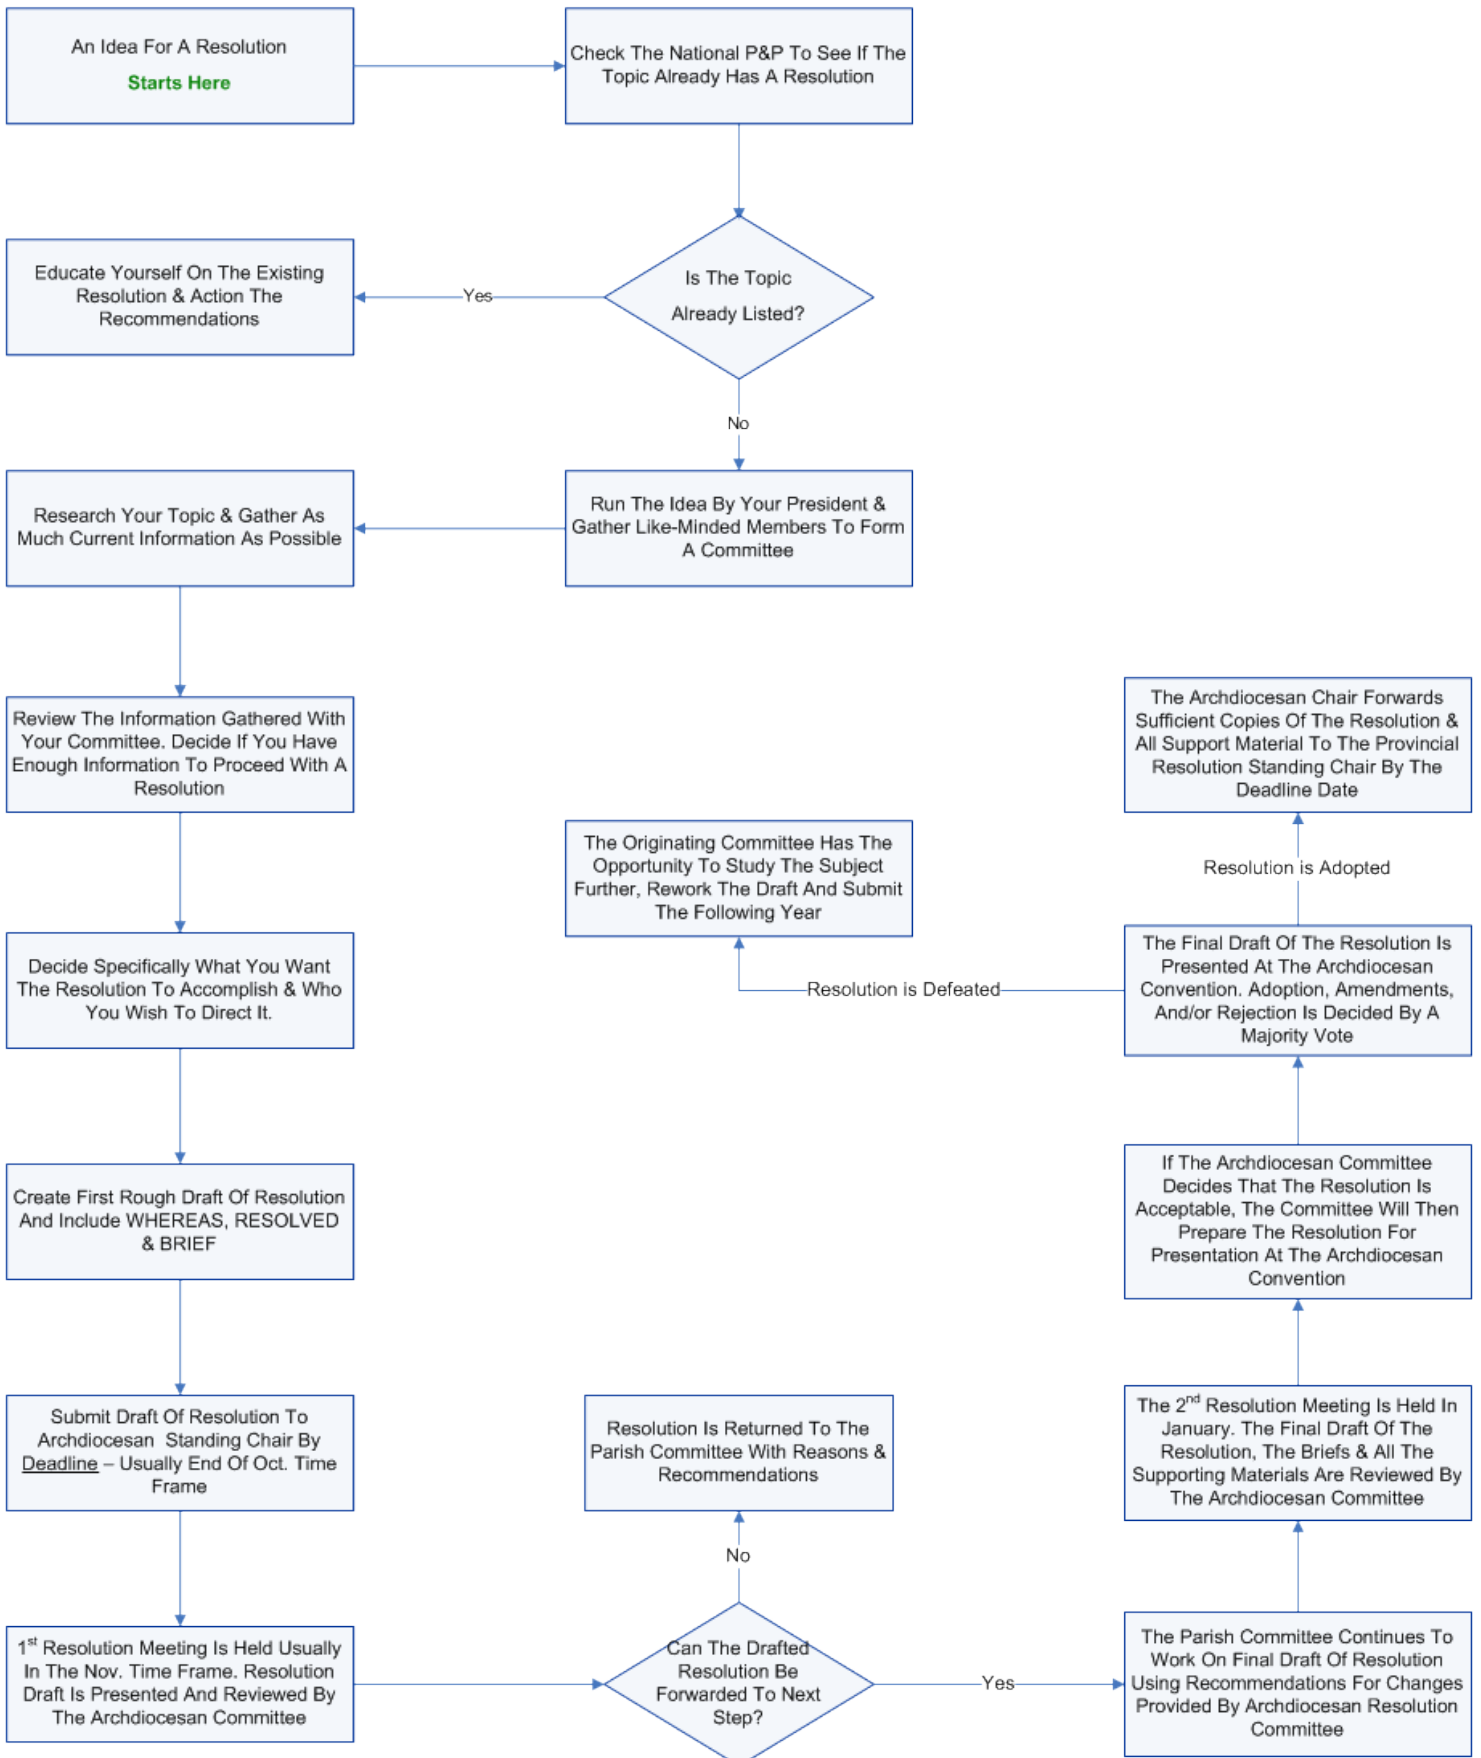 An Idea For A Resolution
Starts Here
Check The National P&P To See If The
Topic Already Has A Resolution
Is The Topic
Already Listed?
Yes
Educate Yourself On The Existing
Resolution & Action The
Recommendations
No
Run The Idea By Your President &
Gather Like-Minded Members To Form
A Committee
Research Your Topic & Gather As
Much Current Information As Possible
Review The Information Gathered With
Your Committee. Decide If You Have
Enough Information To Proceed With A
Resolution
Decide Specifically What You Want
The Resolution To Accomplish & Who
You Wish To Direct It.
Create First Rough Draft Of Resolution
And Include WHEREAS, RESOLVED
& BRIEF
Submit Draft Of Resolution To
Archdiocesan  Standing Chair By
Deadline – Usually End Of Oct. Time
Frame
1st Resolution Meeting Is Held Usually
In The Nov. Time Frame. Resolution
Draft Is Presented And Reviewed By
The Archdiocesan Committee
Can The Drafted
Resolution Be
Forwarded To Next
Step?
No
Resolution Is Returned To The
Parish Committee With Reasons &
Recommendations
Yes
The Parish Committee Continues To
Work On Final Draft Of Resolution
Using Recommendations For Changes
Provided By Archdiocesan Resolution
Committee
The 2nd Resolution Meeting Is Held In
January. The Final Draft Of The
Resolution, The Briefs & All The
Supporting Materials Are Reviewed By
The Archdiocesan Committee
If The Archdiocesan Committee
Decides That The Resolution Is
Acceptable, The Committee Will Then
Prepare The Resolution For
Presentation At The Archdiocesan
Convention
The Final Draft Of The Resolution Is
Presented At The Archdiocesan
Convention. Adoption, Amendments,
And/or Rejection Is Decided By A
Majority Vote
Resolution is Defeated
The Originating Committee Has The
Opportunity To Study The Subject
Further, Rework The Draft And Submit
The Following Year
Resolution is Adopted
The Archdiocesan Chair Forwards
Sufficient Copies Of The Resolution &
All Support Material To The Provincial
Resolution Standing Chair By The
Deadline Date